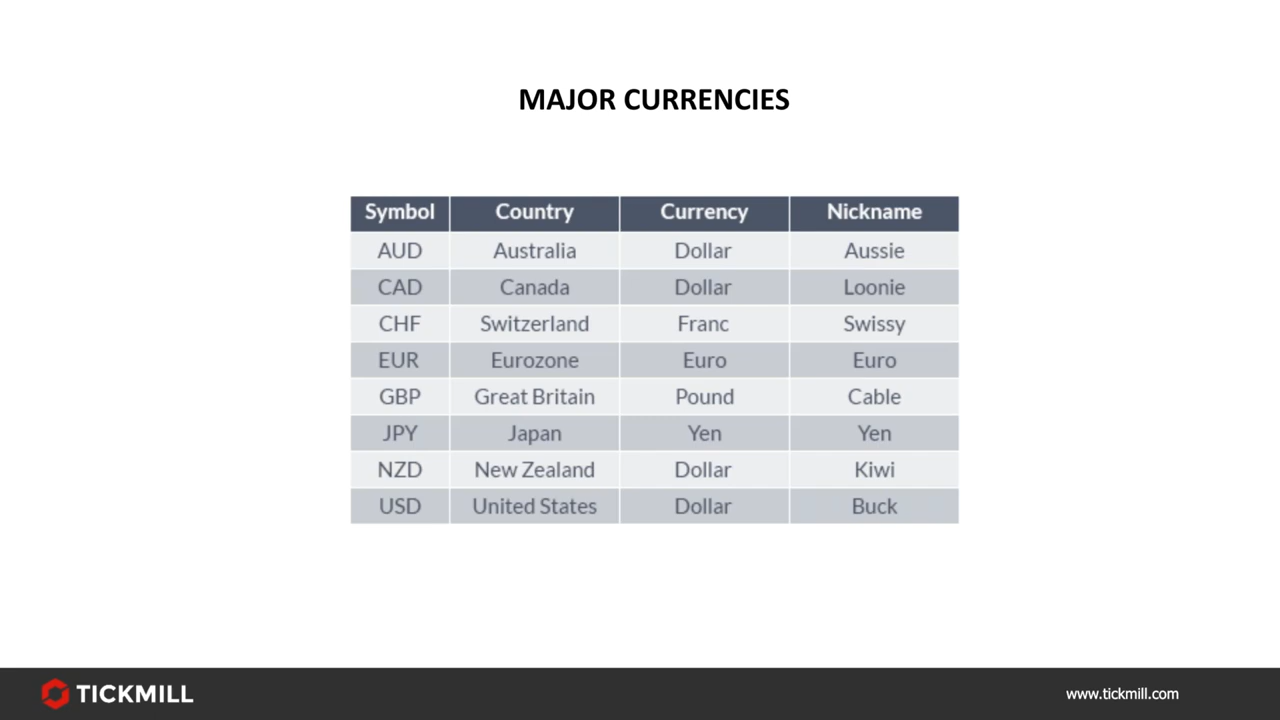 MAJOR CURRENCIES
Symbol Country Currency Nickname
AUD Australia Dollar Aussie
CAD Canada Dollar Loonie
CHF Switzerland Franc Swissy
EUR Eurozone Euro Euro
GBP Great Britain Pound Cable
JPY Japan Yen Yen
NZD New Zealand Dollar Kiwi
USD United States Dollar Buck
TICKMILL www.tickmill.com